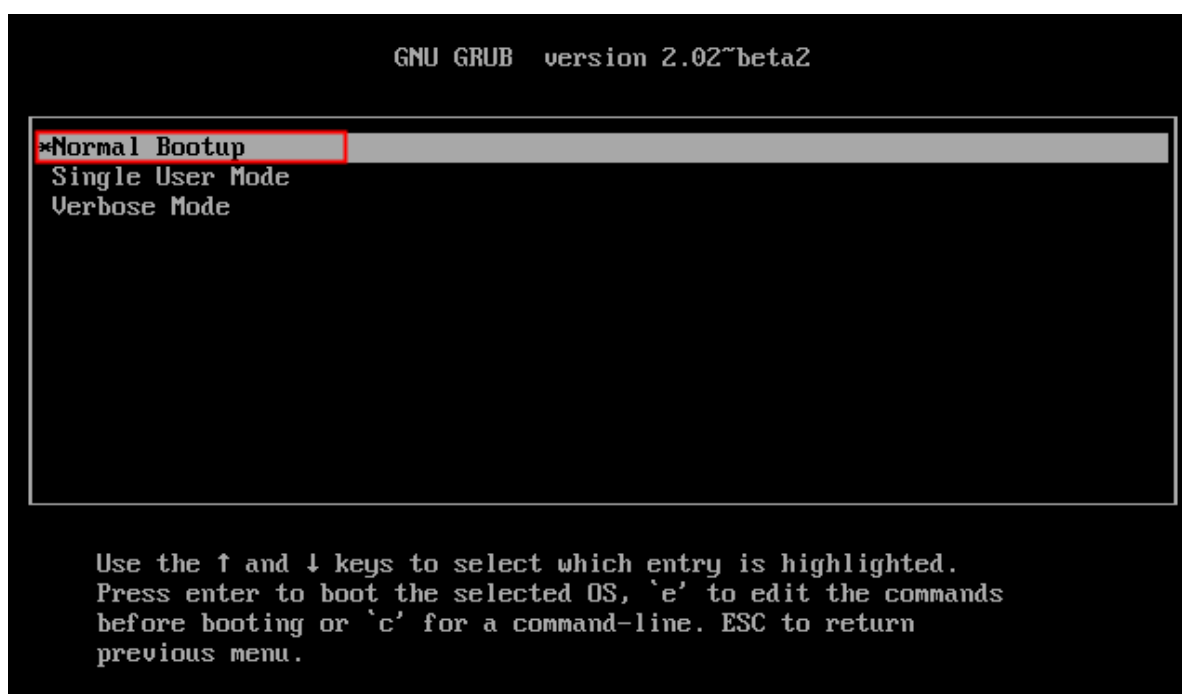 GNU GRUB  version 2.02~beta2
*Normal Bootup
Single User Mode
Verbose Mode
Use the ↑ and ↓ keys to select which entry is highlighted.
Press enter to boot the selected OS, `e' to edit the commands
before booting or `c' for a command-line. ESC to return
previous menu.